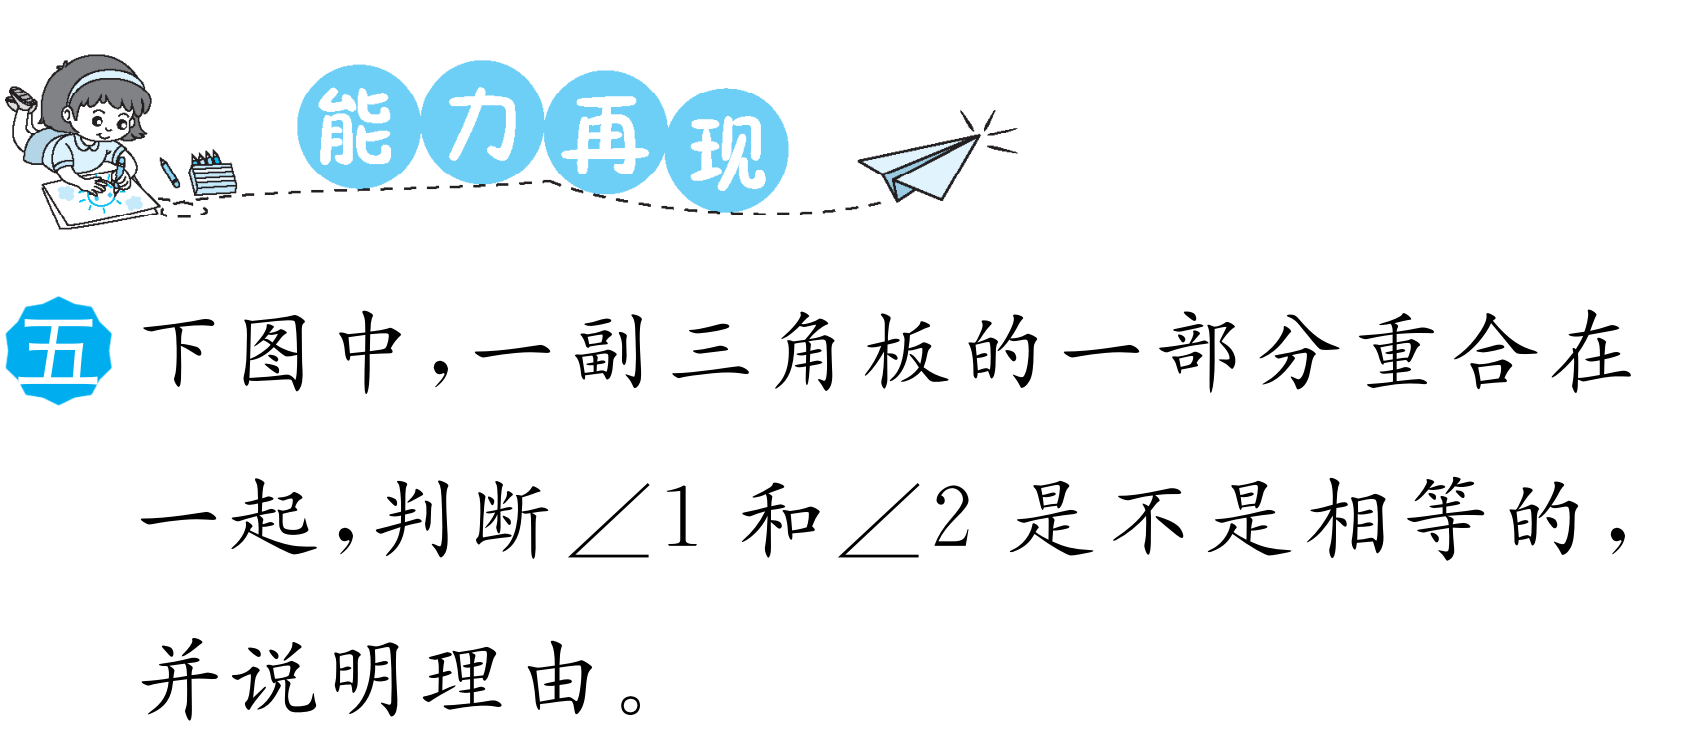 能力再现
五 下图中,一副三角板的一部分重合在
一起,判断∠1 和∠2 是不是相等的,
并说明理由。